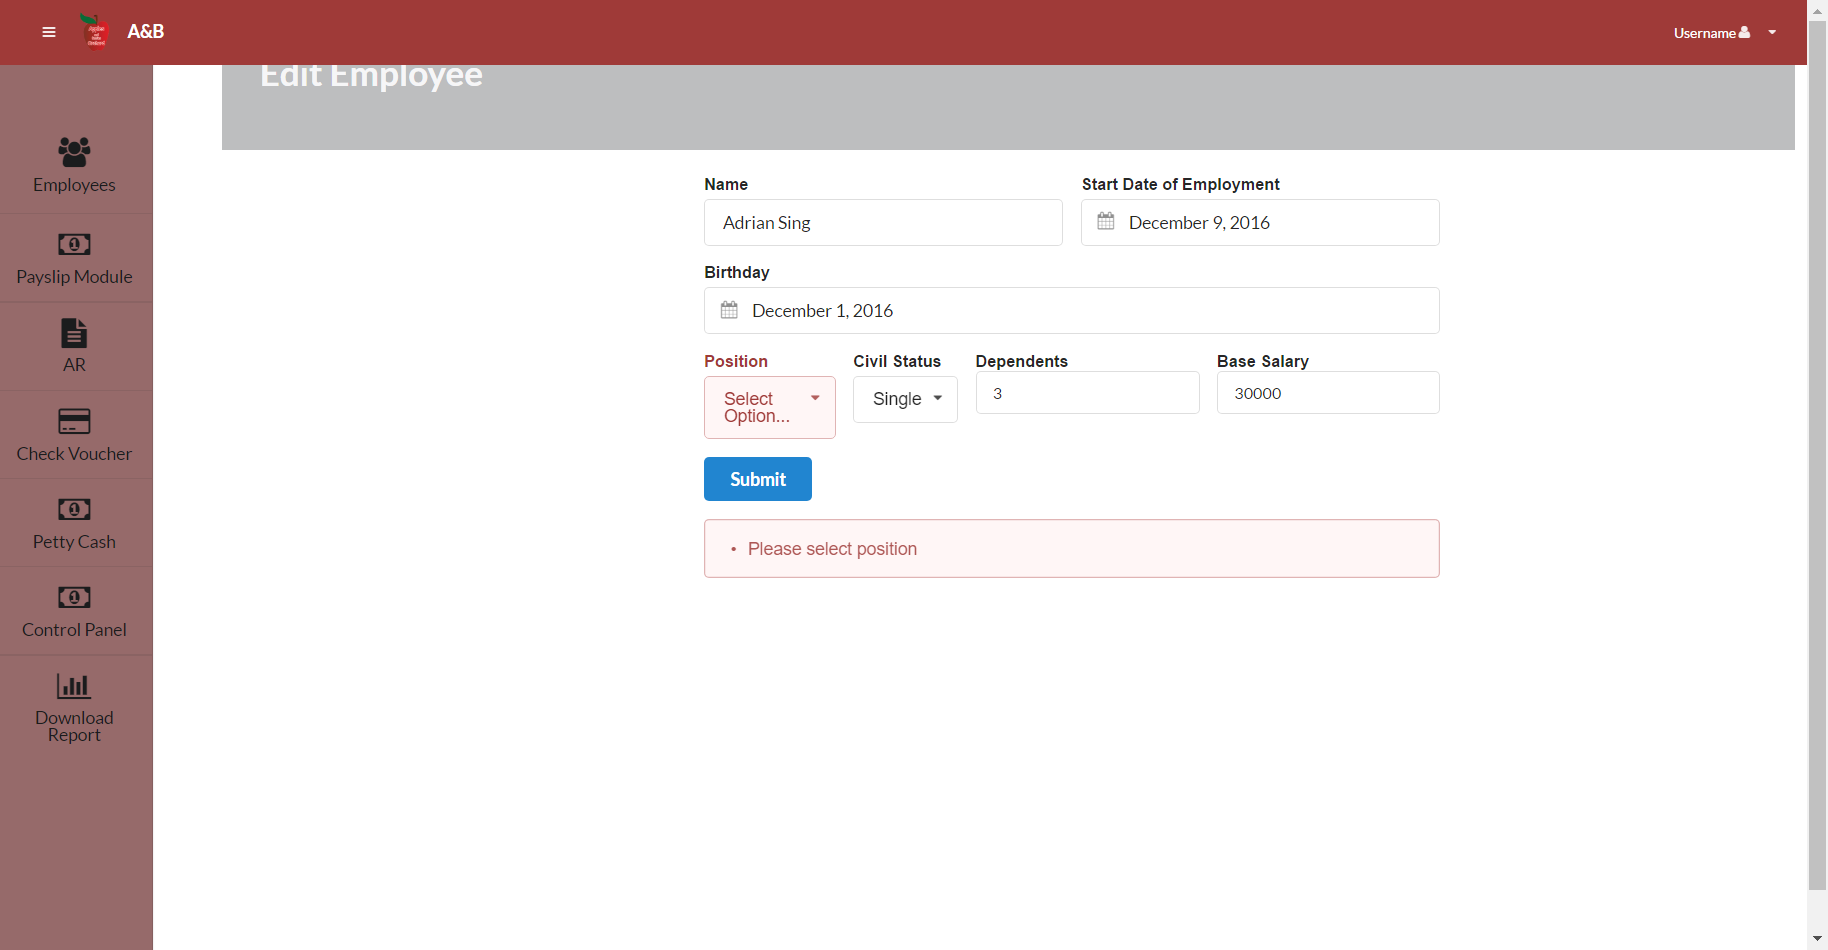 A&B
Username
Edit Employee
Employees
Payslip Module
AR
Check Voucher
Petty Cash
Control Panel
Download
Report
Name
Start Date of Employment
Adrian Sing
December 9, 2016
Birthday
December 1, 2016
Position
Civil Status
Dependents
Base Salary
Select
Option...
Single
3
30000
Submit
• Please select position